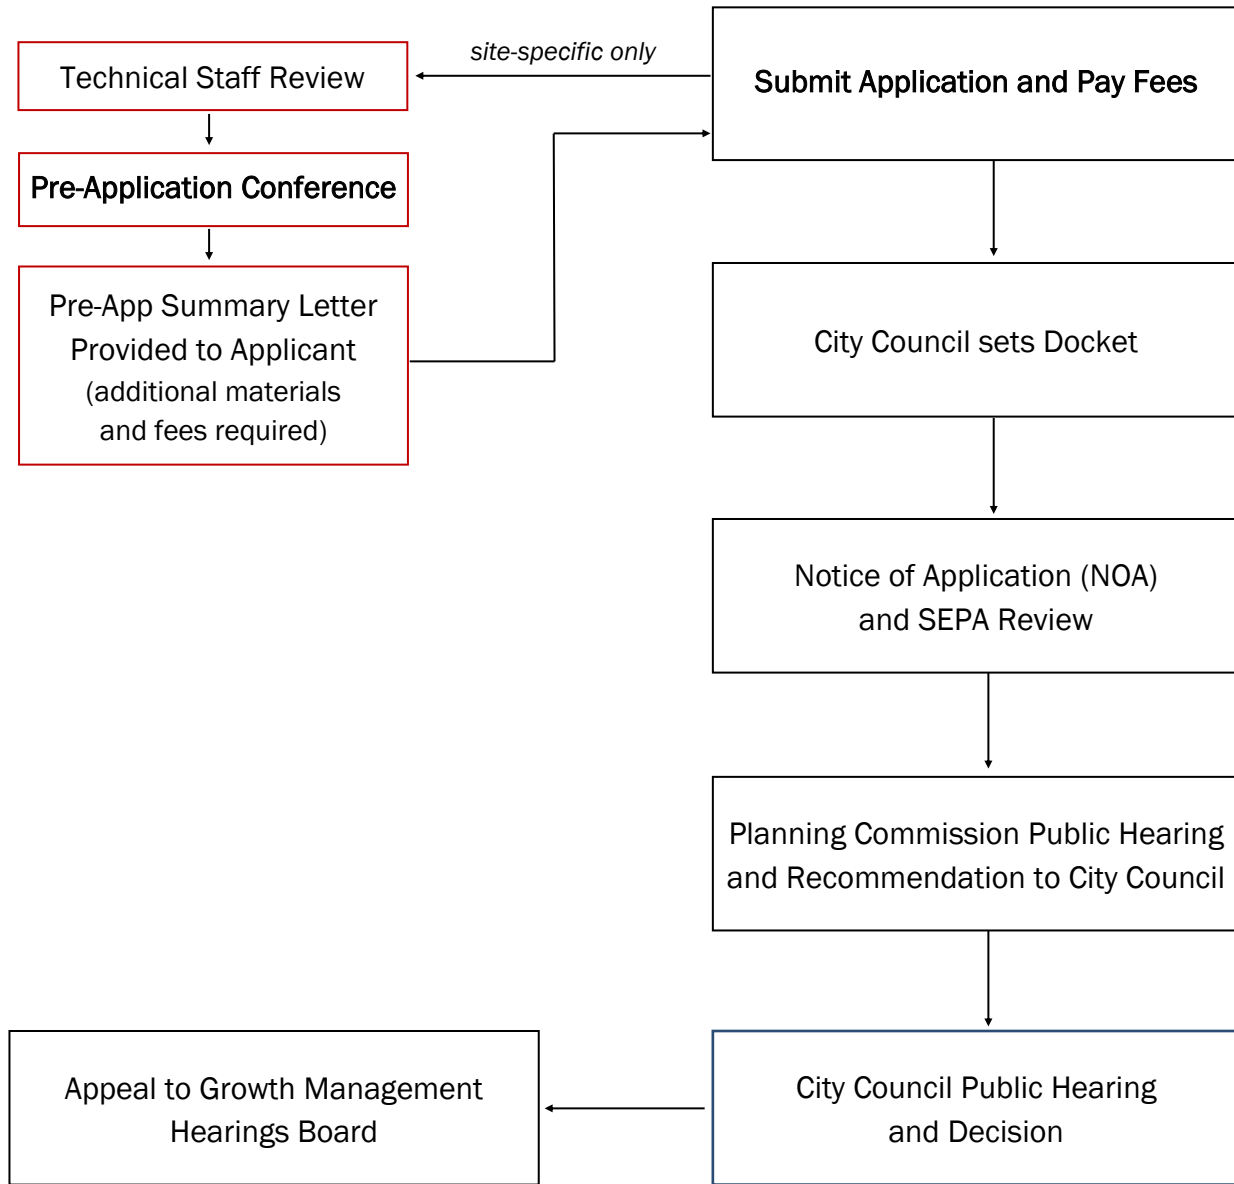 site-specific only
Technical Staff Review
Submit Application and Pay Fees
Pre-Application Conference
Pre-App Summary Letter
Provided to Applicant
(additional materials
and fees required)
City Council sets Docket
Notice of Application (NOA)
and SEPA Review
Planning Commission Public Hearing
and Recommendation to City Council
City Council Public Hearing
and Decision
Appeal to Growth Management
Hearings Board